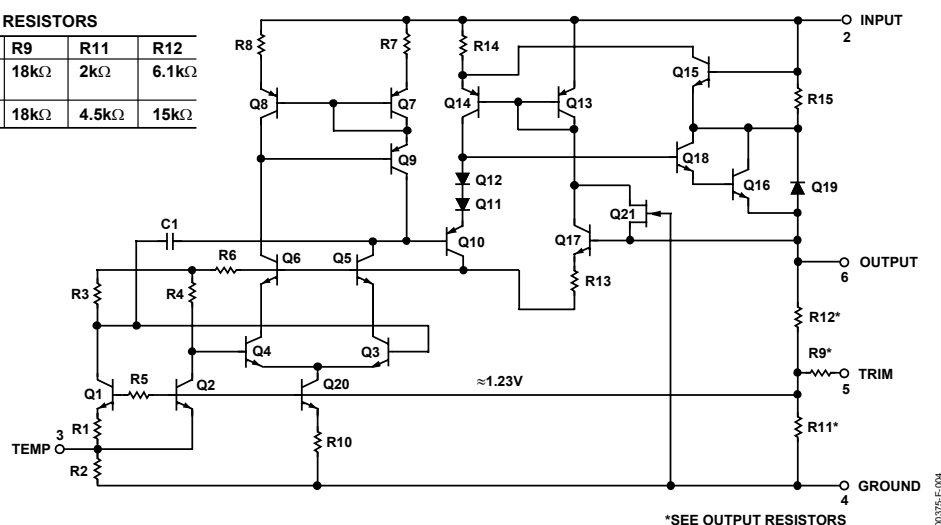 RESISTORS
R9 R11 R12
18kΩ 2kΩ 6.1kΩ
18kΩ 4.5kΩ 15kΩ
INPUT
2
R8
R7
R14
Q15
R15
Q8
Q7
Q14
Q13
Q9
Q18
Q16
Q19
Q12
Q11
Q21
C1
Q10
Q17
R6
Q6
Q5
OUTPUT
6
R3
R4
R13
R12*
Q4
Q3
R9*
TRIM
5
≈1.23V
Q1
R5
Q2
Q20
R1
R11*
TEMP
3
R10
R2
GROUND
4
*SEE OUTPUT RESISTORS
00375-F-004